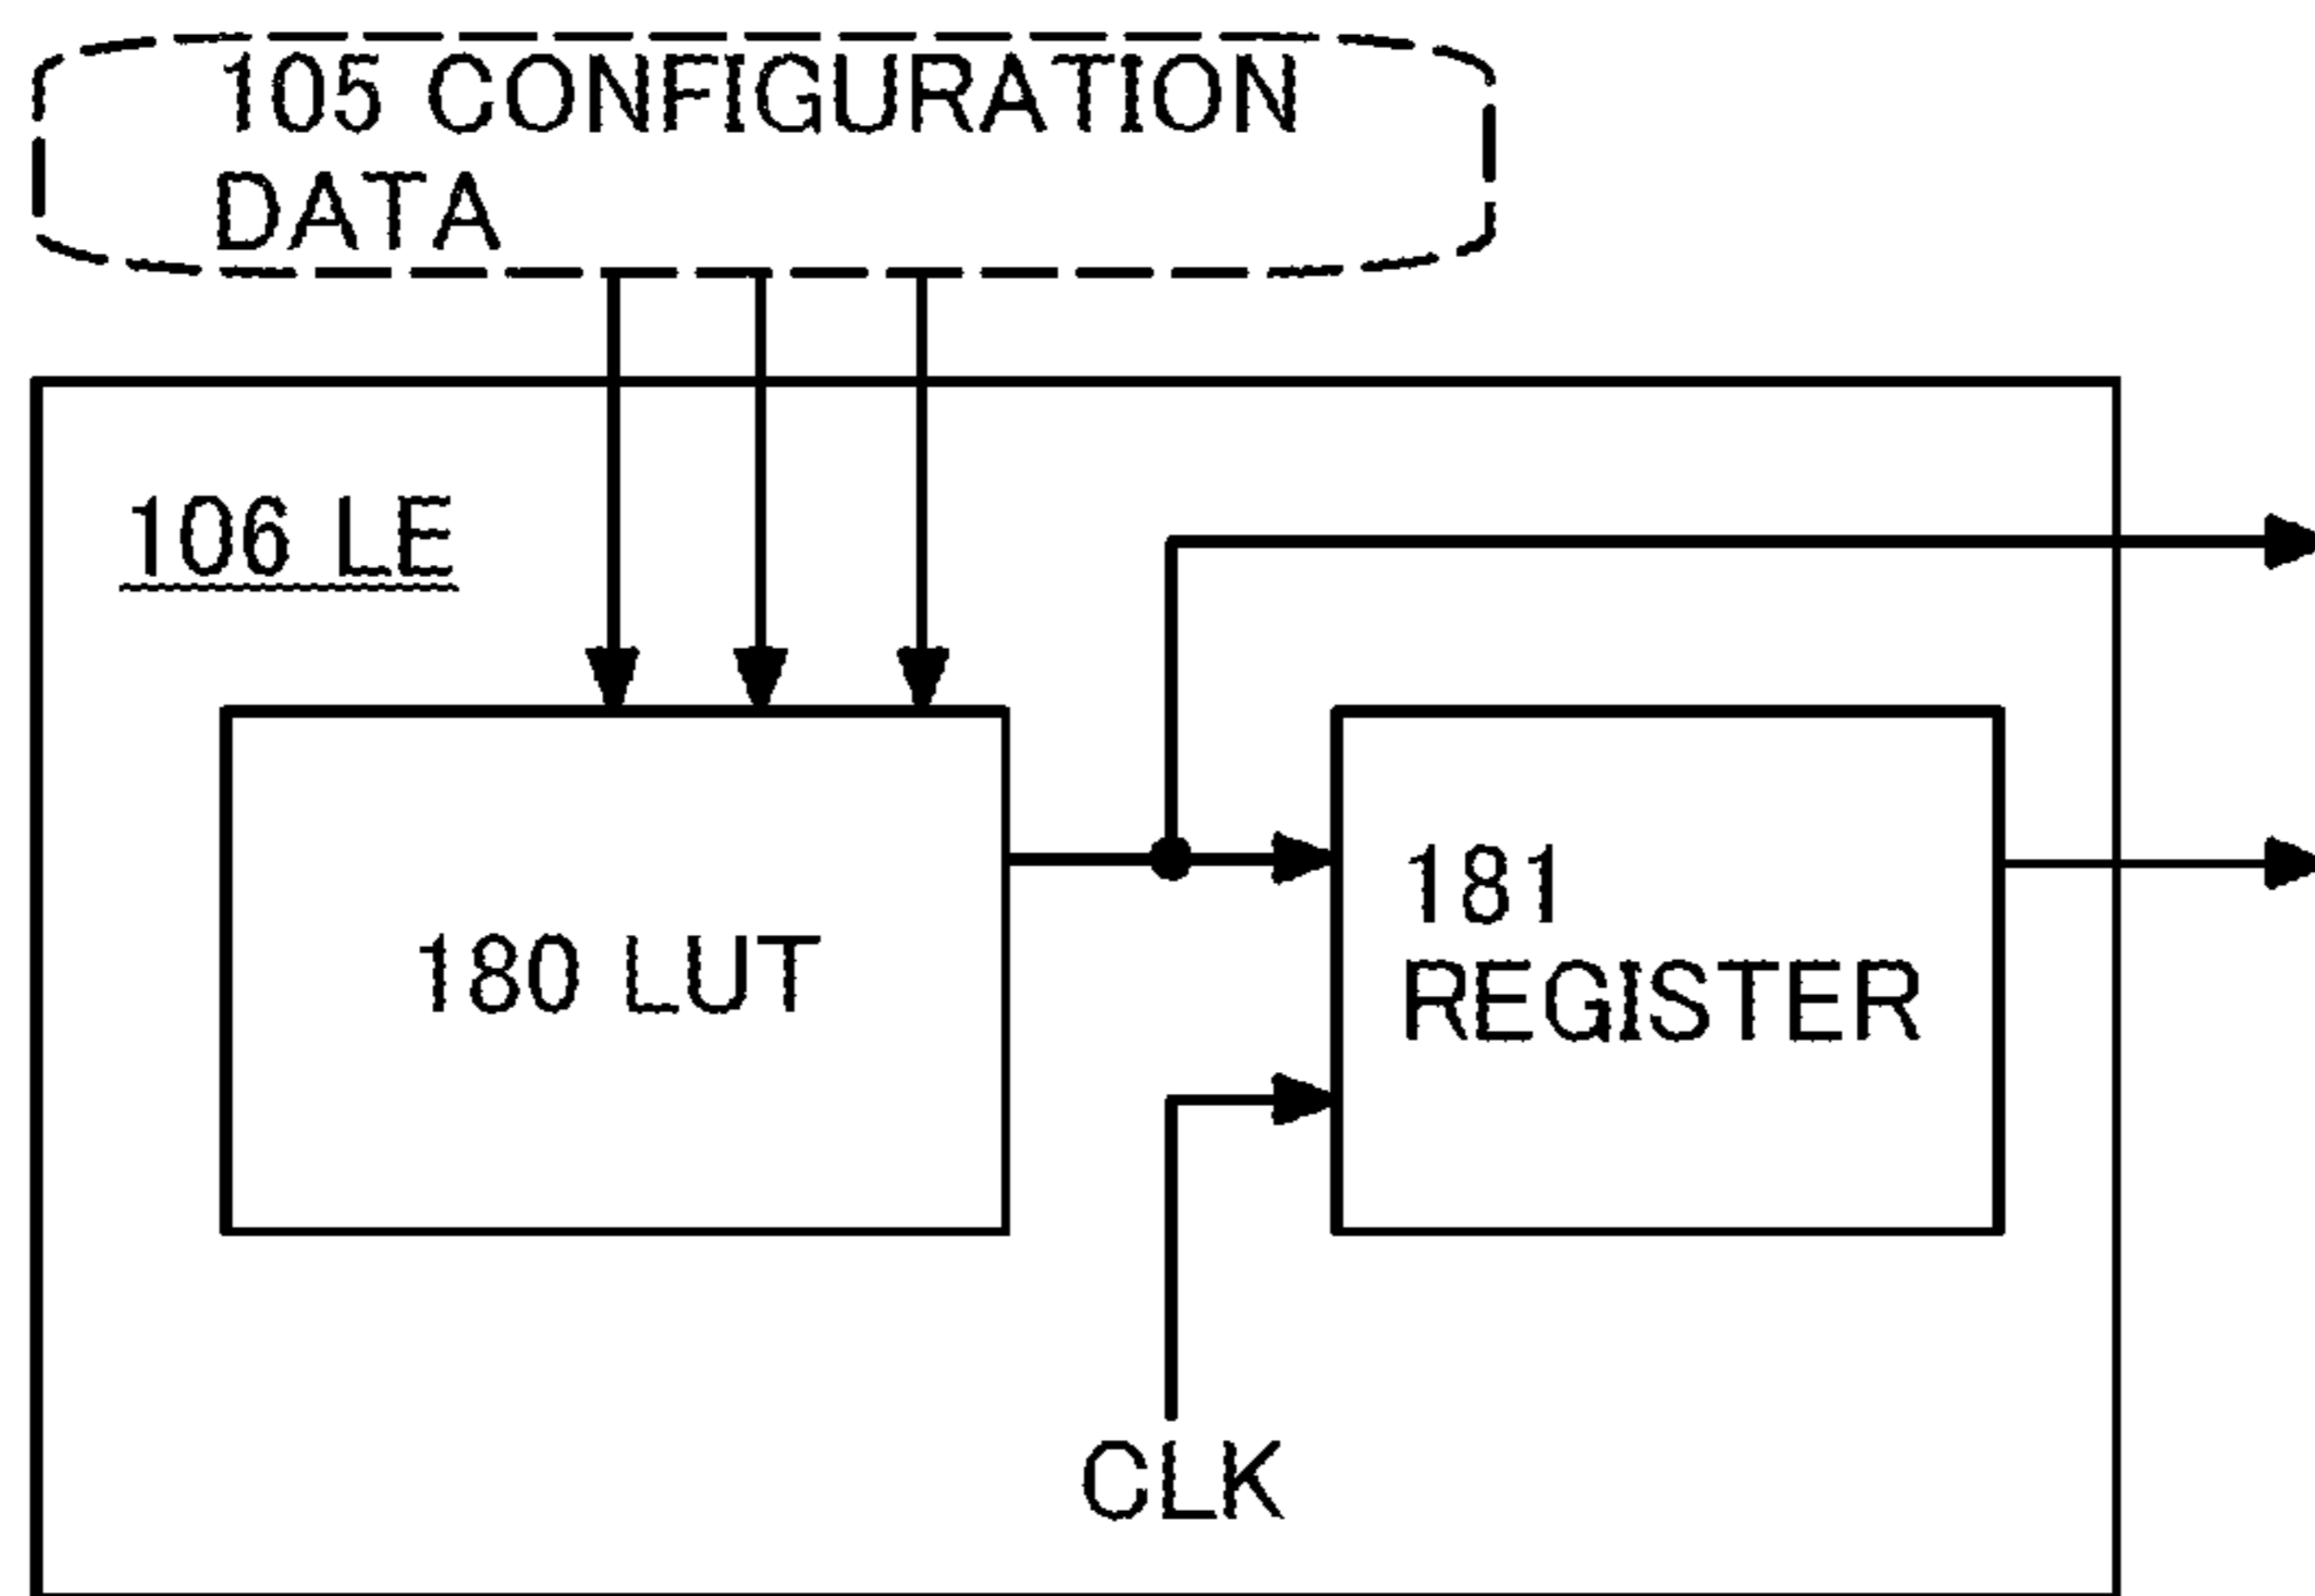 105 CONFIGURATION
DATA
106 LE
180 LUT
181
REGISTER
CLK